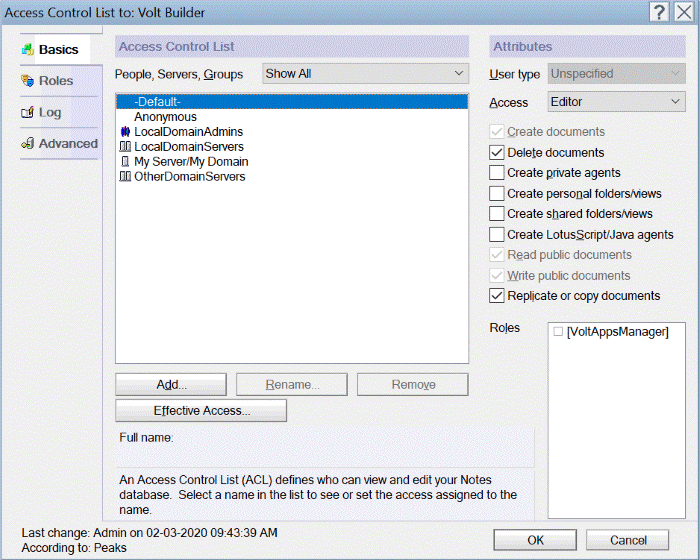 Access Control List to: Volt Builder
Basics
Roles
Log
Advanced
Access Control List
People, Servers, Groups
Show All
-Default-
Anonymous
LocalDomainAdmins
LocalDomainServers
My Server/My Domain
OtherDomainServers
Add...
Rename...
Remove
Effective Access...
Full name:
An Access Control List (ACL) defines who can view and edit your Notes
database. Select a name in the list to see or set the access assigned to the
name.
Attributes
User type
Unspecified
Access
Editor
Create documents
Delete documents
Create private agents
Create personal folders/views
Create shared folders/views
Create LotusScript/Java agents
Read public documents
Write public documents
Replicate or copy documents
Roles
[VoltAppsManager]
Last change: Admin on 02-03-2020 09:43:39 AM
According to: Peaks
OK
Cancel